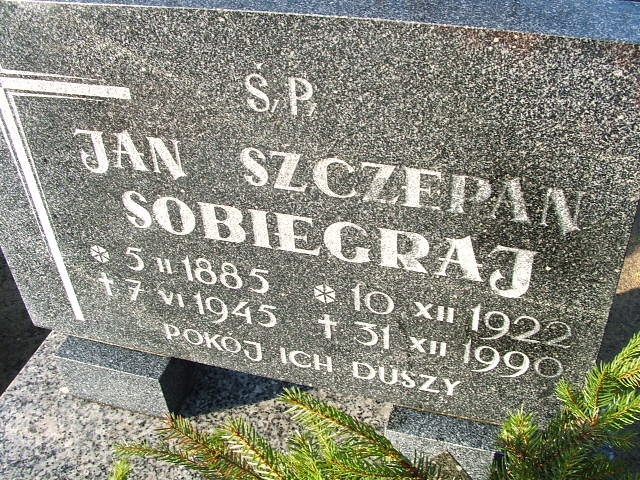 Ś, P,
JAN SZCZEPAN
SOBIEGRAJ
* 5 II 1885 * 10 XII 1922
† 7 VI 1945 † 31 XII 1990
POKÓJ ICH DUSZY